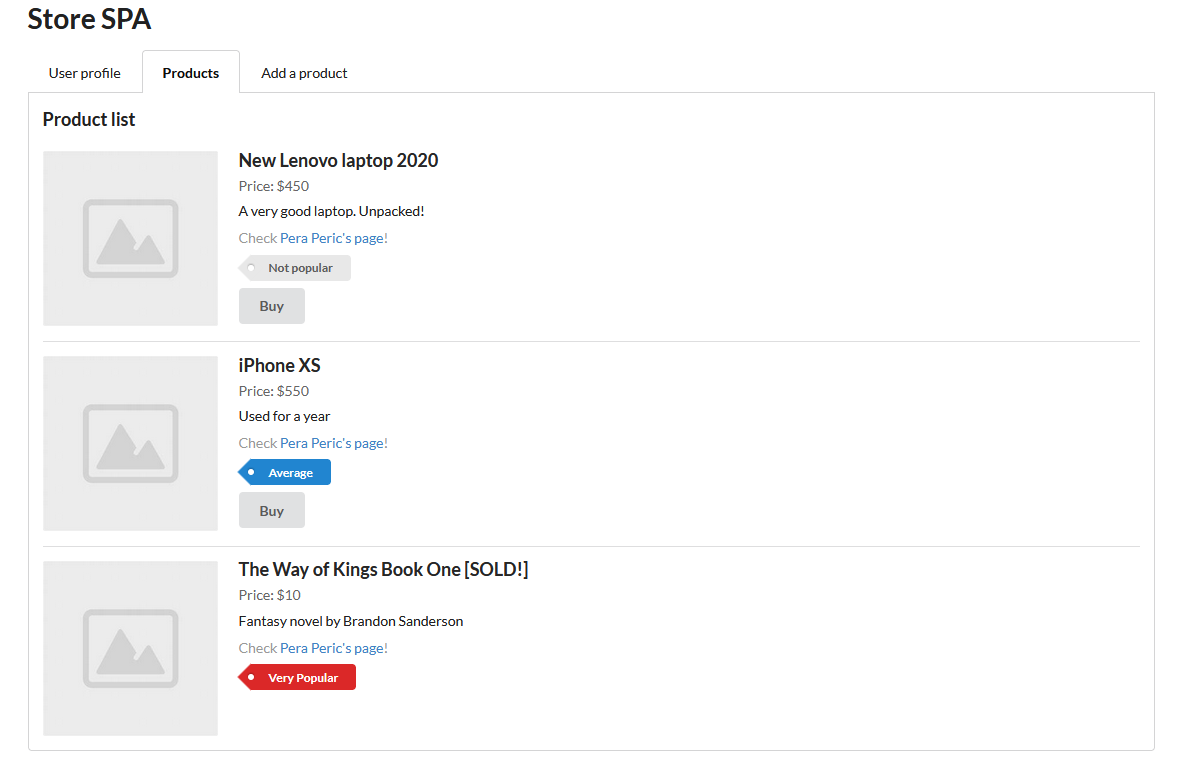 Store SPA
User profile
Products
Add a product
Product list
New Lenovo laptop 2020
Price: $450
A very good laptop. Unpacked!
Check Pera Peric's page!
Not popular
Buy
iPhone XS
Price: $550
Used for a year
Check Pera Peric's page!
Average
Buy
The Way of Kings Book One [SOLD!]
Price: $10
Fantasy novel by Brandon Sanderson
Check Pera Peric's page!
Very Popular